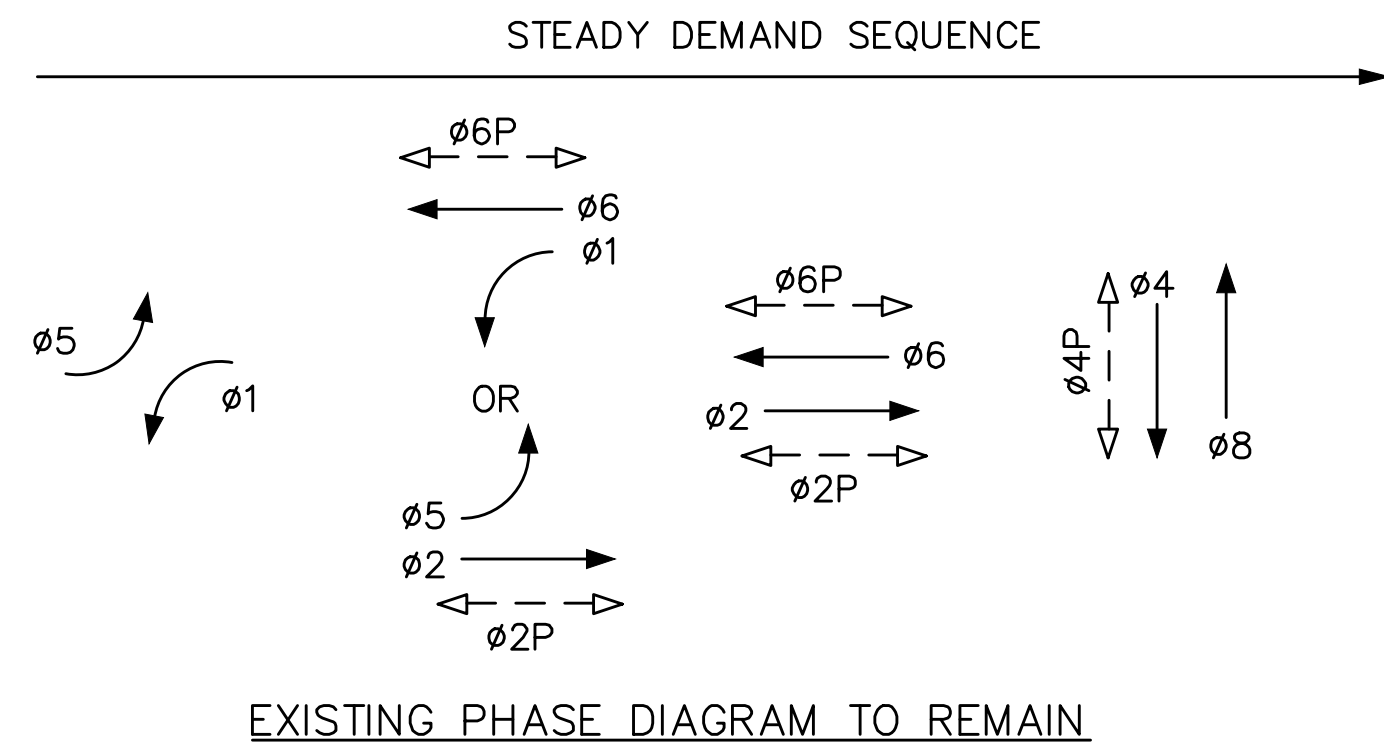 STEADY DEMAND SEQUENCE
ø5
ø1
ø6P
ø6
ø1
OR
ø5
ø2
ø2P
ø6P
ø6
ø2
ø2P
ø4P
ø4
ø8
EXISTING PHASE DIAGRAM TO REMAIN